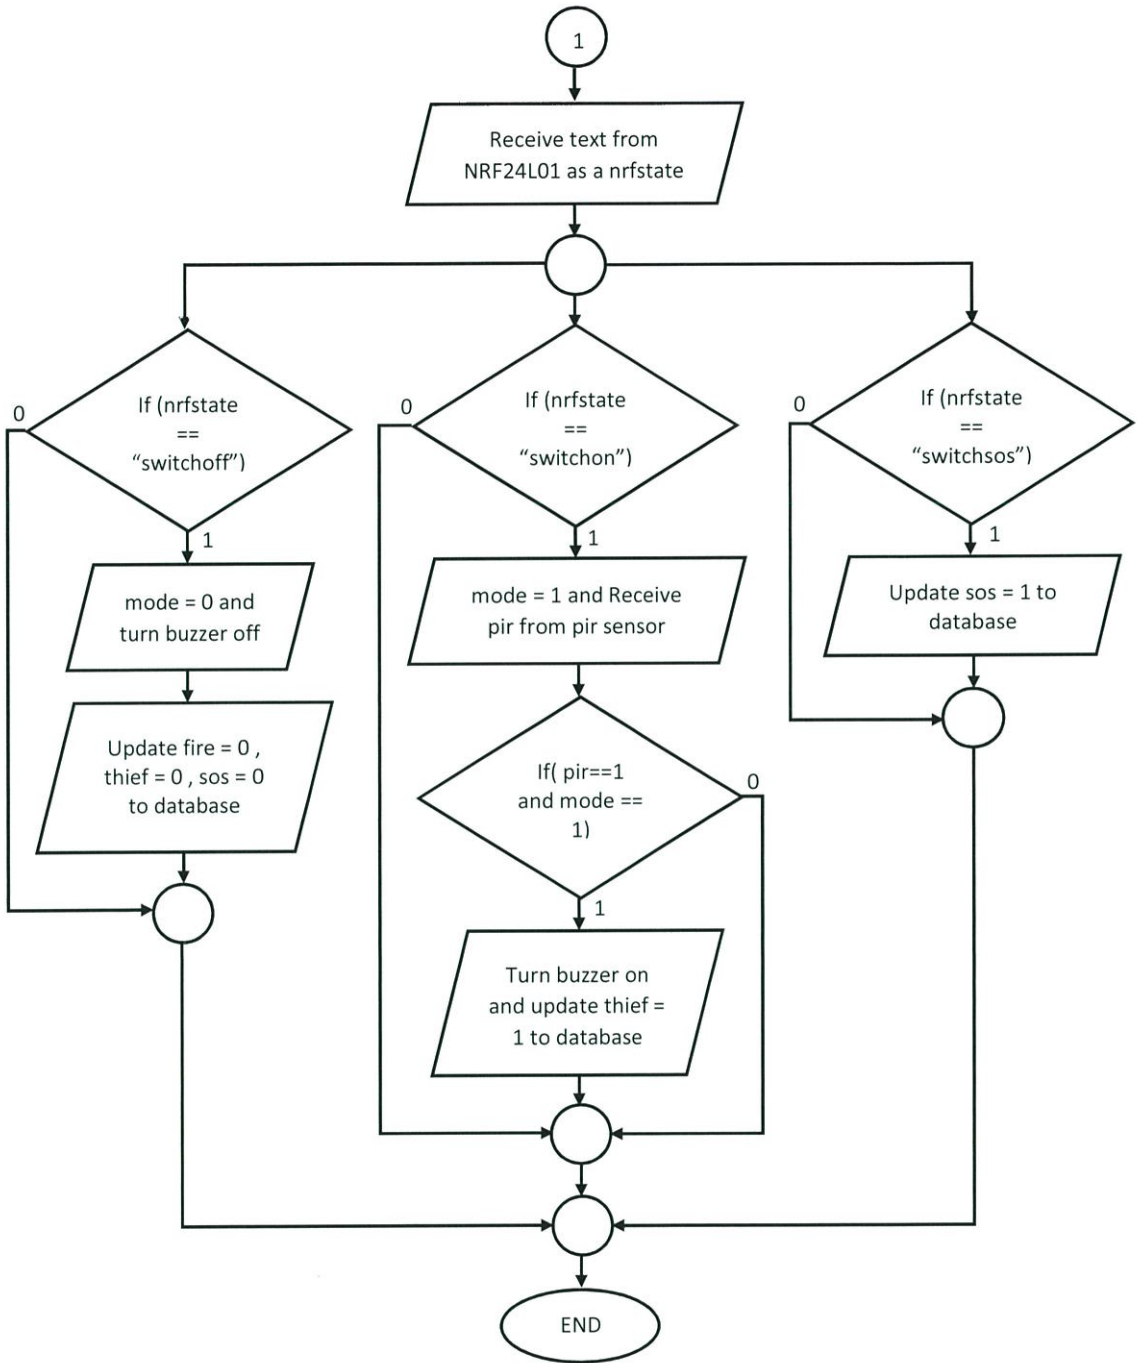 1
Receive text from
NRF24L01 as a nrfstate
If (nrfstate
==
“switchoff”)
0
1
mode = 0 and
turn buzzer off
Update fire = 0 ,
thief = 0 , sos = 0
to database
If (nrfstate
==
“switchon”)
0
1
mode = 1 and Receive
pir from pir sensor
If( pir==1
and mode ==
1)
0
1
Turn buzzer on
and update thief =
1 to database
If (nrfstate
==
“switchsos”)
0
1
Update sos = 1 to
database
END